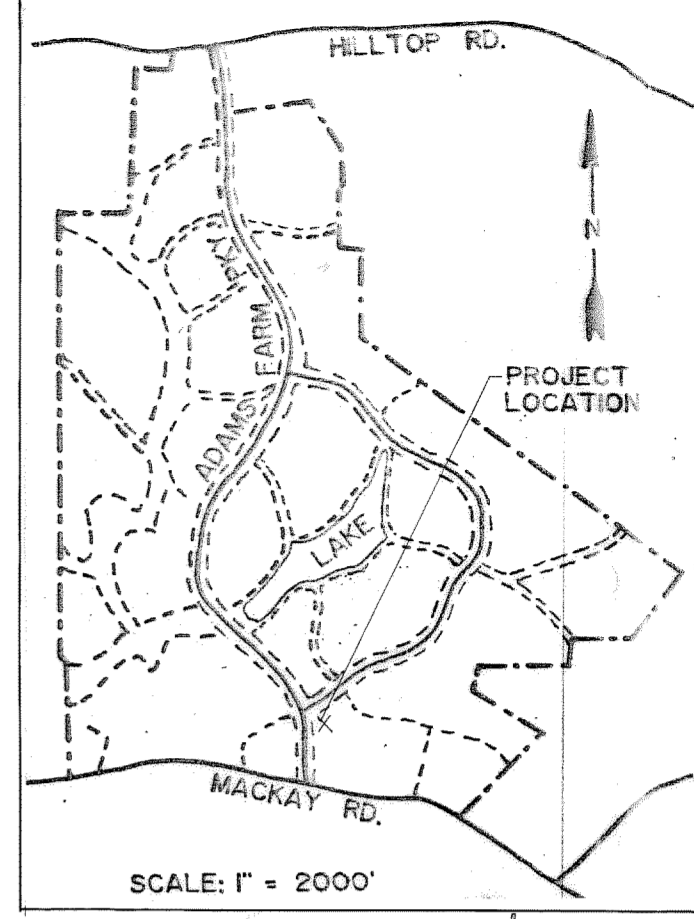 HILLTOP RD.
N
ADAMS FARM PKY
PROJECT
LOCATION
LAKE
MACKAY RD.
SCALE: 1" = 2000'